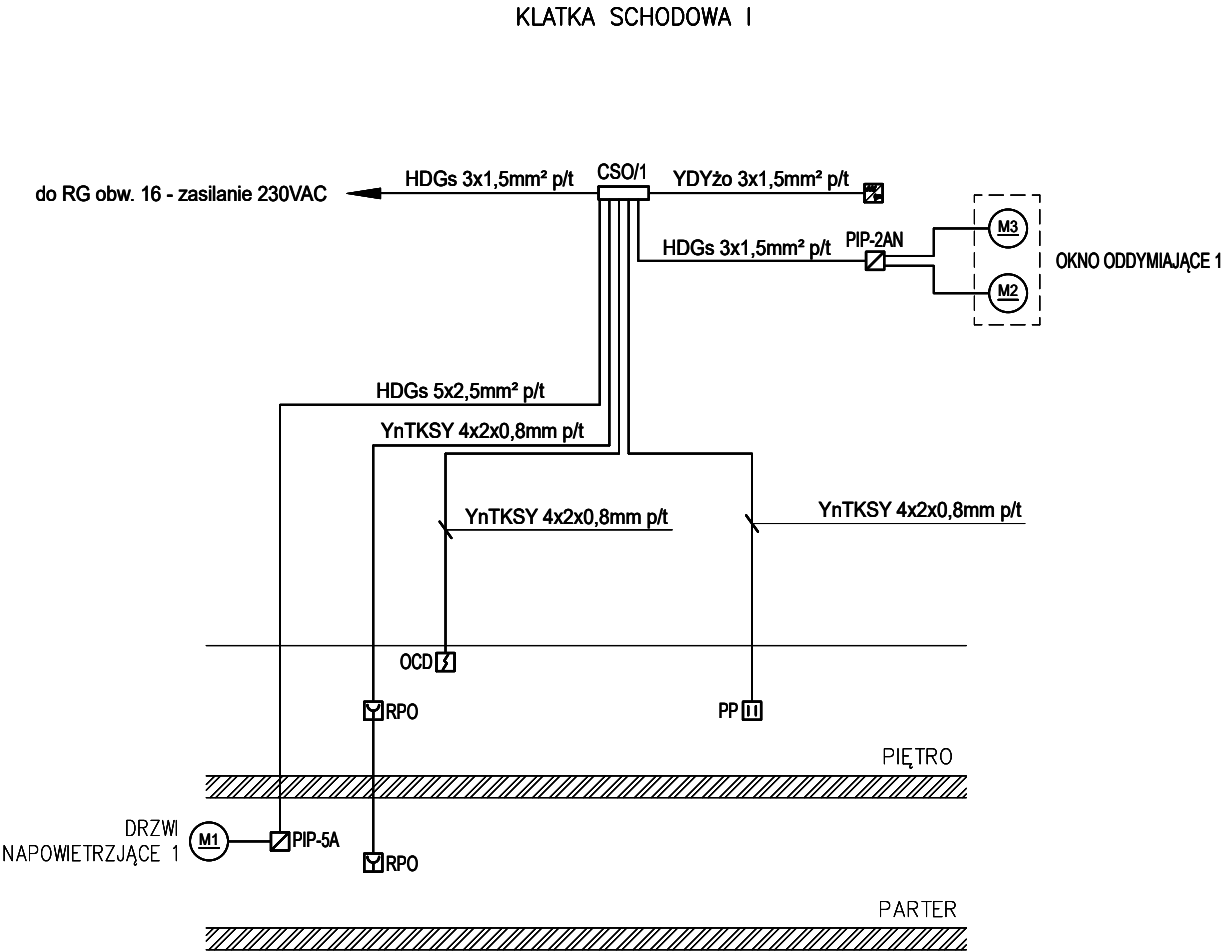 KLATKA SCHODOWA I
CSO/1
HDGs 3x1,5mm² p/t
YDYżo 3x1,5mm² p/t
do RG obw. 16 - zasilanie 230VAC
PIP-2AN
M3
HDGs 3x1,5mm² p/t
OKNO ODDYMIAJĄCE 1
M2
HDGs 5x2,5mm² p/t
YnTKSY 4x2x0,8mm p/t
YnTKSY 4x2x0,8mm p/t
YnTKSY 4x2x0,8mm p/t
OCD
RPO
PP
PIĘTRO
DRZWI
NAPOWIETRZJĄCE 1
M1
PIP-5A
RPO
PARTER